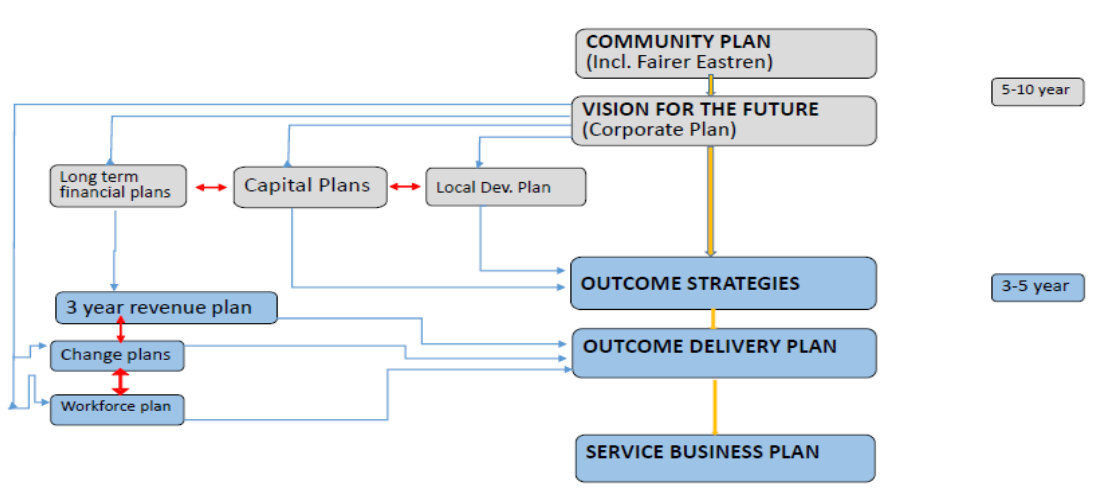 COMMUNITY PLAN
(Incl. Fairer Eastren)
5-10 year
VISION FOR THE FUTURE
(Corporate Plan)
Long term
financial plans
Capital Plans
Local Dev. Plan
OUTCOME STRATEGIES
3-5 year
3 year revenue plan
OUTCOME DELIVERY PLAN
Change plans
Workforce plan
SERVICE BUSINESS PLAN